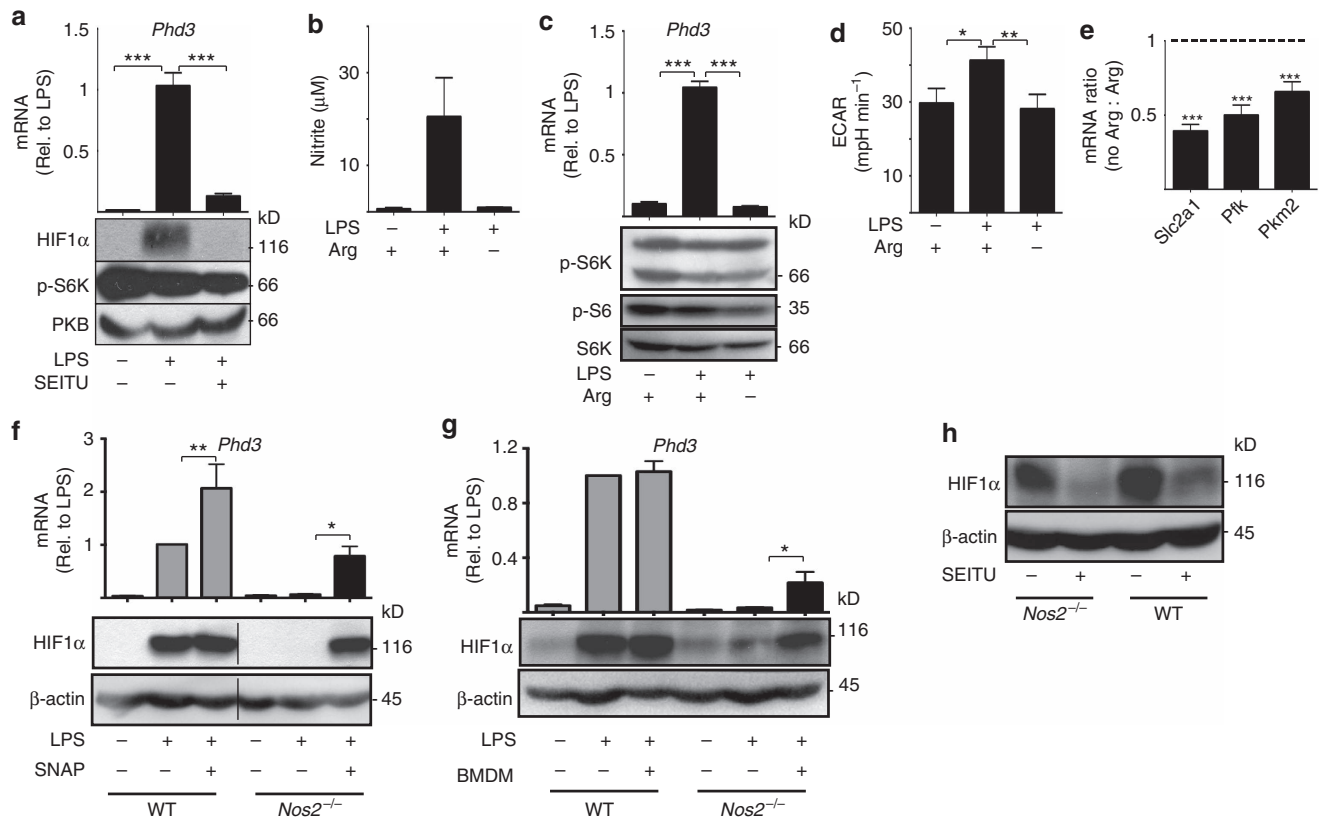 a
Phd3
mRNA
(Rel. to LPS)
*** ***
1
0.5
kD
HIF1α
116
p-S6K
66
PKB
66
LPS − + +
SEITU − − +
b
Nitrite (μM)
30
10
LPS − + +
Arg + + −
c
Phd3
mRNA
(Rel. to LPS)
1.5
*** ***
1
0.5
kD
p-S6K
66
p-S6
35
S6K
66
LPS − + +
Arg + + −
d
ECAR
(mpH min−1)
50
* **
30
10
LPS − + +
Arg + + −
e
mRNA ratio
(no Arg : Arg)
1
0.5
*** *** ***
Slc2a1
Pfk
Pkm2
f
Phd3
mRNA
(Rel. to LPS)
3
**
2
*
1
kD
HIF1α
116
β-actin
45
LPS − + + − + +
SNAP − − + − − +
WT Nos2−/−
g
Phd3
mRNA
(Rel. to LPS)
1.2
0.8
*
0.4
kD
HIF1α
116
β-actin
45
LPS − + + − + +
BMDM − − + − − +
WT Nos2−/−
h
kD
HIF1α
116
β-actin
45
SEITU − + − +
Nos2−/− WT